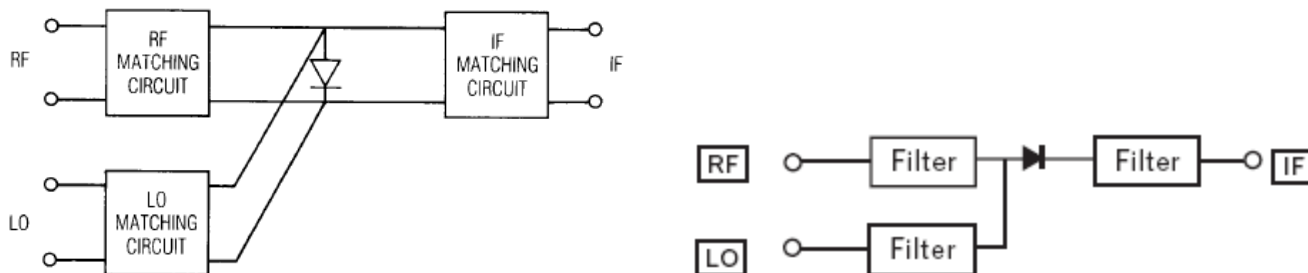 RF
RF
MATCHING
CIRCUIT
IF
MATCHING
CIRCUIT
IF
LO
LO
MATCHING
CIRCUIT
RF
Filter
Filter
IF
LO
Filter